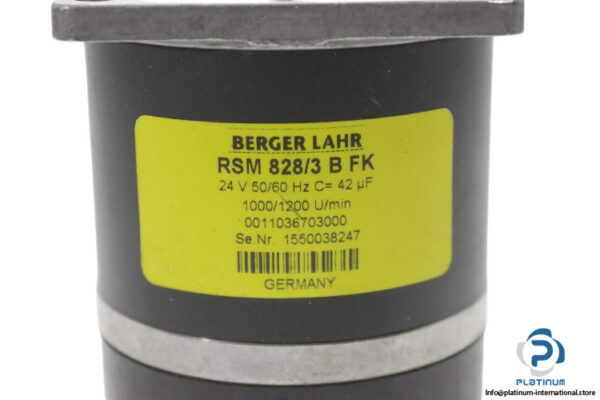 BERGER LAHR
RSM 828/3 B FK
24 V 50/60 Hz C= 42 µF
1000/1200 U/min
0011036703000
Se.Nr. 1550038247
GERMANY
PLATINUM
Info@platinum-international.store